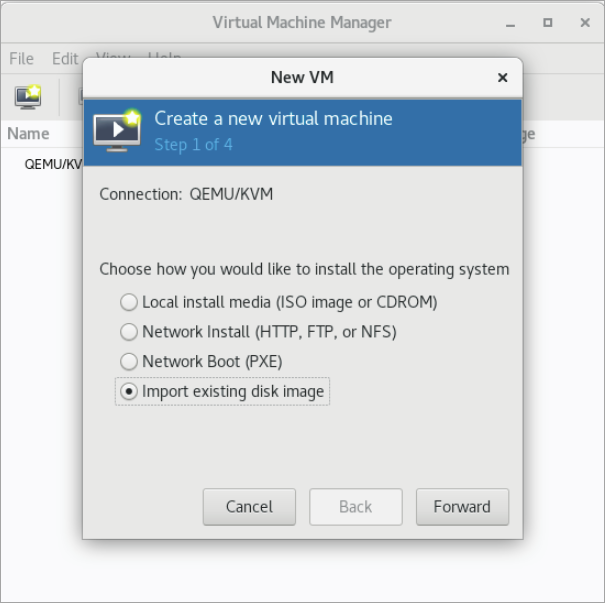 Virtual Machine Manager
File Edit View Help
New VM
Create a new virtual machine
Step 1 of 4
Name
QEMU/KV
Connection: QEMU/KVM
Choose how you would like to install the operating system
Local install media (ISO image or CDROM)
Network Install (HTTP, FTP, or NFS)
Network Boot (PXE)
Import existing disk image
Cancel Back Forward